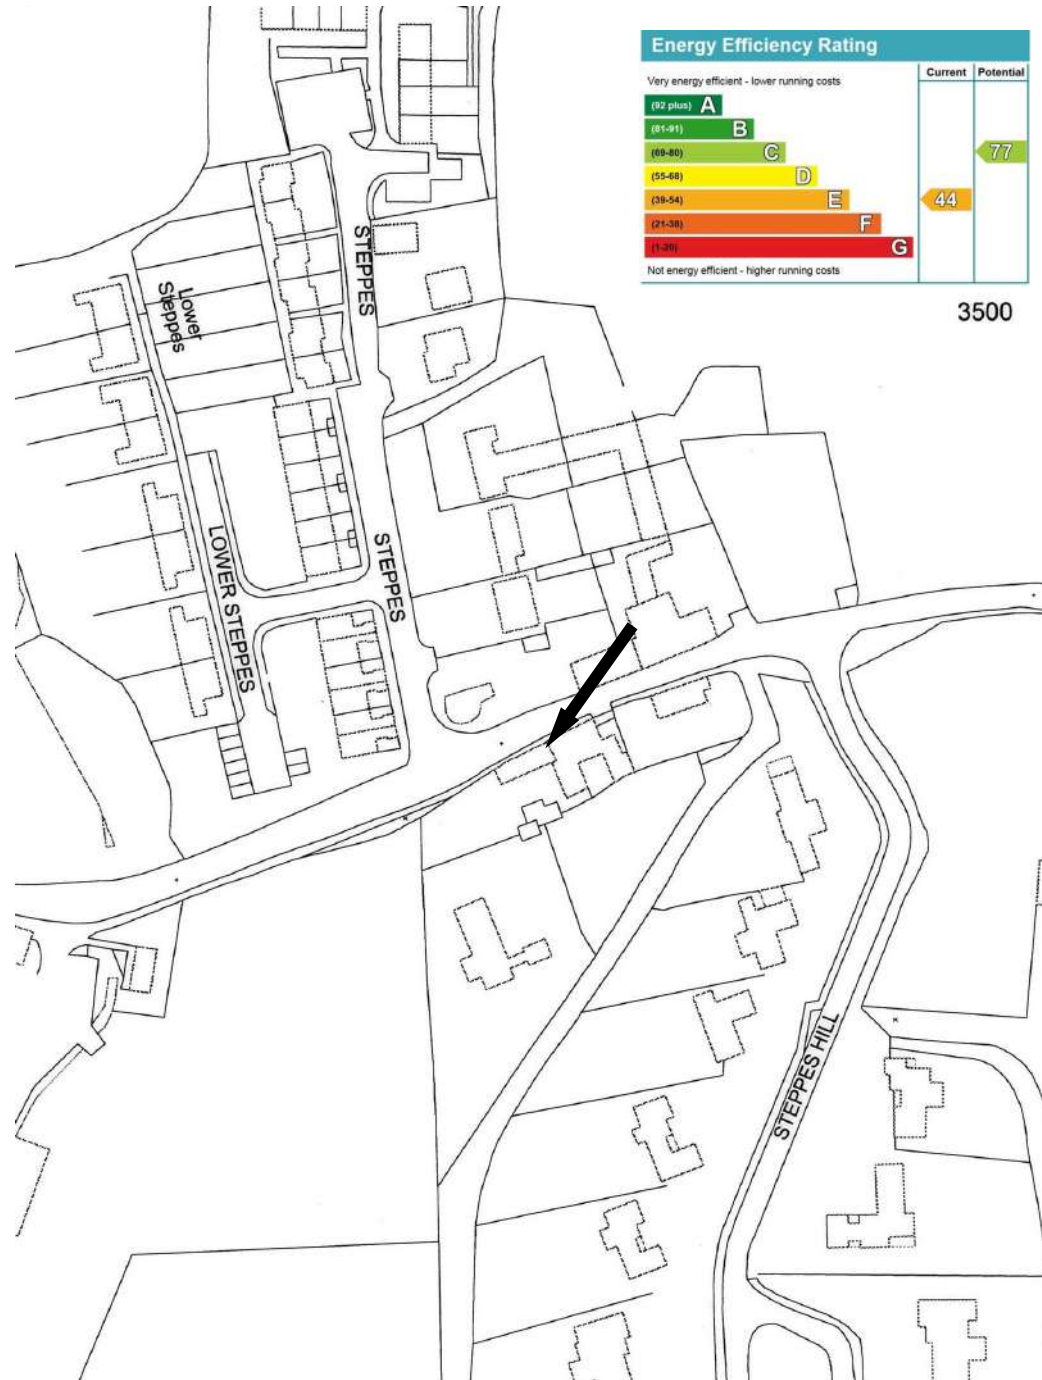 Energy Efficiency Rating
Current Potential
Very energy efficient - lower running costs
(92 plus) A
(81-91) B
(69-80) C 77
(55-68) D
(39-54) E 44
(21-38) F
(1-20) G
Not energy efficient - higher running costs
3500
STEPPES
Lower
Steppes
STEPPES
LOWER STEPPES
STEPPES HILL